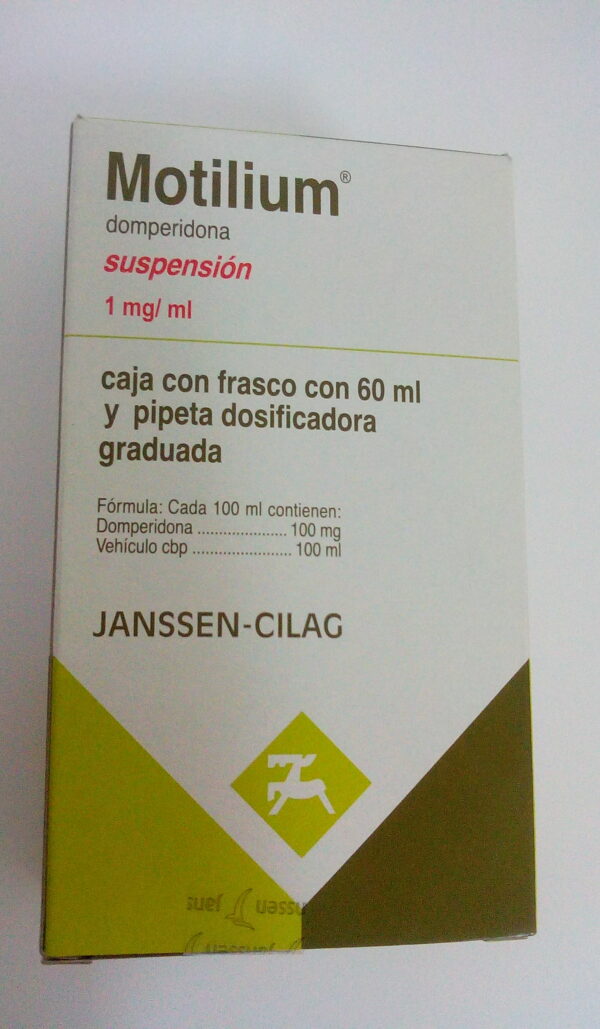 Motilium®
domperidona
suspensión
1 mg/ ml
caja con frasco con 60 ml
y pipeta dosificadora
graduada
Fórmula: Cada 100 ml contienen:
Domperidona ..................... 100 mg
Vehículo cbp ....................... 100 ml
JANSSEN-CILAG